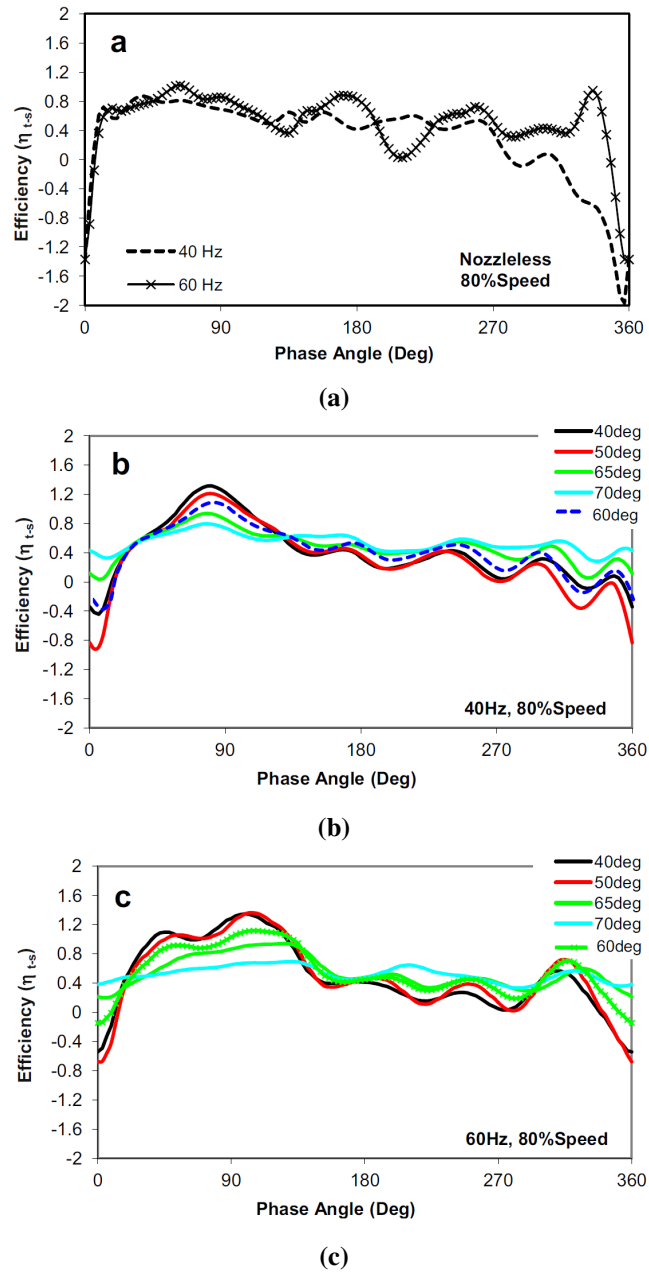 a
2
1.6
1.2
0.8
0.4
0
-0.4
-0.8
-1.2
-1.6
-2
Efficiency (η t-s)
40 Hz
60 Hz
Nozzleless
80%Speed
0 90 180 270 360
Phase Angle (Deg)
(a)
b
2
1.6
1.2
0.8
0.4
0
-0.4
-0.8
-1.2
-1.6
-2
Efficiency (η t-s)
40deg
50deg
65deg
70deg
60deg
40Hz, 80%Speed
0 90 180 270 360
Phase Angle (Deg)
(b)
c
2
1.6
1.2
0.8
0.4
0
-0.4
-0.8
-1.2
-1.6
-2
Efficiency (η t-s)
40deg
50deg
65deg
70deg
60deg
60Hz, 80%Speed
0 90 180 270 360
Phase Angle (Deg)
(c)